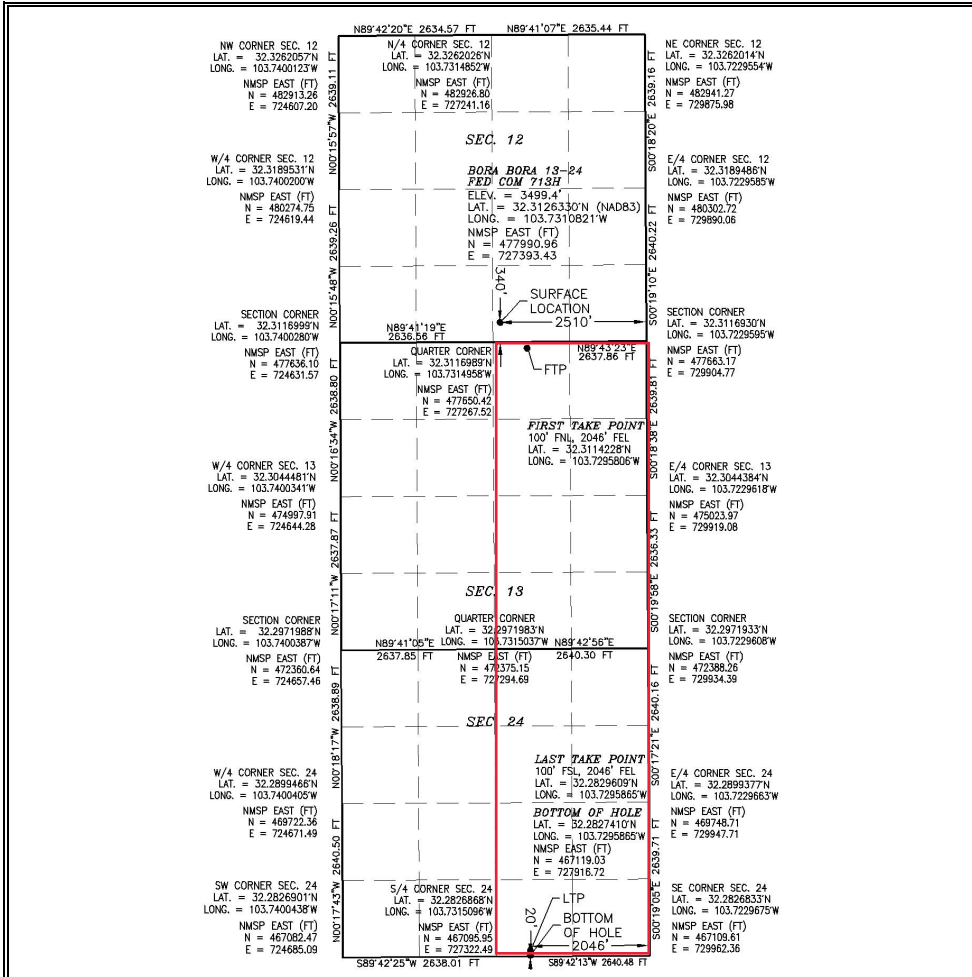 N89°42'20"E 2634.57 FT
N89°41'07"E 2635.44 FT
NW CORNER SEC. 12
LAT. = 32.3262057'N
LONG. = 103.7400123'W
NMSP EAST (FT)
N = 482913.26
E = 724607.20
N/4 CORNER SEC. 12
LAT. = 32.3262026'N
LONG. = 103.7314852'W
NMSP EAST (FT)
N = 482926.80
E = 727241.16
NE CORNER SEC. 12
LAT. = 32.3262014'N
LONG. = 103.7229554'W
NMSP EAST (FT)
N = 482941.27
E = 729875.98
N00°15'57"W 2639.11 FT
S00°18'20"E 2639.16 FT
SEC. 12
W/4 CORNER SEC. 12
LAT. = 32.3189531'N
LONG. = 103.7400200'W
NMSP EAST (FT)
N = 480274.75
E = 724619.44
BORA BORA 13-24
FED COM 713H
ELEV. = 3499.4'
LAT. = 32.3126330'N (NAD83)
LONG. = 103.7310821'W
NMSP EAST (FT)
N = 477990.96
E = 727393.43
E/4 CORNER SEC. 12
LAT. = 32.3189486'N
LONG. = 103.7229585'W
NMSP EAST (FT)
N = 480302.72
E = 729890.06
N00°15'48"W 2639.26 FT
S00°19'10"E 2640.22 FT
340'
SURFACE
LOCATION
2510'
SECTION CORNER
LAT. = 32.3116999'N
LONG. = 103.7400280'W
NMSP EAST (FT)
N = 477636.10
E = 724631.57
N89°41'19"E
2636.56 FT
QUARTER CORNER
LAT. = 32.3116989'N
LONG. = 103.7314958'W
NMSP EAST (FT)
N = 477650.42
E = 727267.52
N89°43'23"E
2637.86 FT
FTP
SECTION CORNER
LAT. = 32.3116930'N
LONG. = 103.7229595'W
NMSP EAST (FT)
N = 477663.17
E = 729904.77
N00°16'34"W 2638.80 FT
S00°18'38"E 2639.81 FT
FIRST TAKE POINT
100' FNL, 2046' FEL
LAT. = 32.3114228'N
LONG. = 103.7295806'W
W/4 CORNER SEC. 13
LAT. = 32.3044481'N
LONG. = 103.7400341'W
NMSP EAST (FT)
N = 474997.91
E = 724644.28
E/4 CORNER SEC. 13
LAT. = 32.3044384'N
LONG. = 103.7229618'W
NMSP EAST (FT)
N = 475023.97
E = 729919.08
N00°17'11"W 2637.87 FT
S00°19'58"E 2636.33 FT
SEC. 13
SECTION CORNER
LAT. = 32.2971988'N
LONG. = 103.7400387'W
NMSP EAST (FT)
N = 472360.64
E = 724657.46
N89°41'05"E
2637.85 FT
QUARTER CORNER
LAT. = 32.2971983'N
LONG. = 103.7315037'W
NMSP EAST (FT)
N = 472375.15
E = 727294.69
N89°42'56"E
2640.30 FT
SECTION CORNER
LAT. = 32.2971933'N
LONG. = 103.7229608'W
NMSP EAST (FT)
N = 472388.26
E = 729934.39
N00°18'17"W 2638.89 FT
S00°17'21"E 2640.16 FT
SEC. 24
W/4 CORNER SEC. 24
LAT. = 32.2899466'N
LONG. = 103.7400405'W
NMSP EAST (FT)
N = 469722.36
E = 724671.49
LAST TAKE POINT
100' FSL, 2046' FEL
LAT. = 32.2829609'N
LONG. = 103.7295865'W
BOTTOM OF HOLE
LAT. = 32.2827410'N
LONG. = 103.7295865'W
NMSP EAST (FT)
N = 467119.03
E = 727916.72
E/4 CORNER SEC. 24
LAT. = 32.2899377'N
LONG. = 103.7229663'W
NMSP EAST (FT)
N = 469748.71
E = 729947.71
N00°17'43"W 2640.50 FT
S00°19'05"E 2639.71 FT
SW CORNER SEC. 24
LAT. = 32.2826901'N
LONG. = 103.7400438'W
NMSP EAST (FT)
N = 467082.47
E = 724685.09
S/4 CORNER SEC. 24
LAT. = 32.2826868'N
LONG. = 103.7315096'W
NMSP EAST (FT)
N = 467095.95
E = 727322.49
20'
LTP
BOTTOM
OF HOLE
2046'
SE CORNER SEC. 24
LAT. = 32.2826833'N
LONG. = 103.7229675'W
NMSP EAST (FT)
N = 467109.61
E = 729962.36
S89°42'25"W 2638.01 FT
S89°42'13"W 2640.48 FT